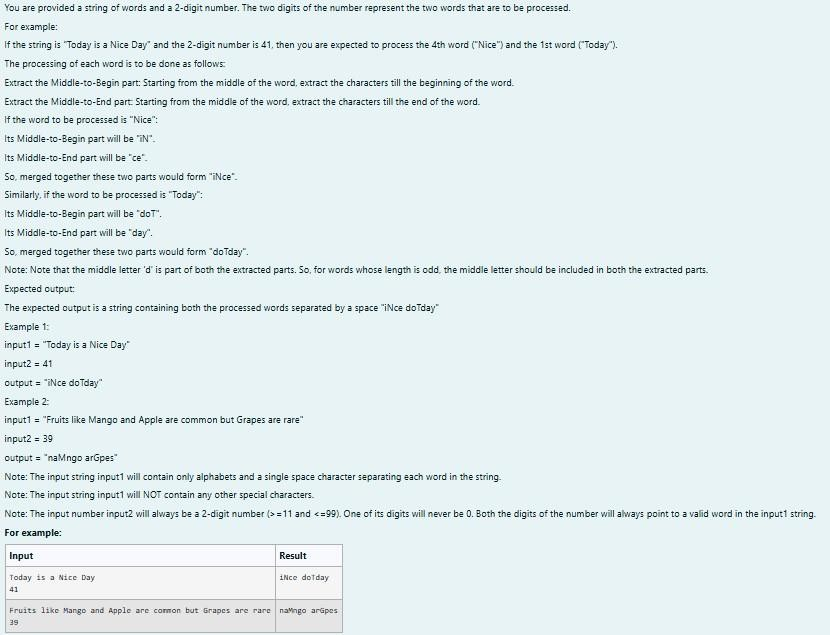 You are provided a string of words and a 2-digit number. The two digits of the number represent the two words that are to be processed.
For example:
If the string is "Today is a Nice Day" and the 2-digit number is 41, then you are expected to process the 4th word ("Nice") and the 1st word ("Today").
The processing of each word is to be done as follows:
Extract the Middle-to-Begin part: Starting from the middle of the word, extract the characters till the beginning of the word.
Extract the Middle-to-End part: Starting from the middle of the word, extract the characters till the end of the word.
If the word to be processed is "Nice":
Its Middle-to-Begin part will be "iN".
Its Middle-to-End part will be "ce".
So, merged together these two parts would form "iNce".
Similarly, if the word to be processed is "Today":
Its Middle-to-Begin part will be "doT".
Its Middle-to-End part will be "day".
So, merged together these two parts would form "doTday".
Note: Note that the middle letter 'd' is part of both the extracted parts. So, for words whose length is odd, the middle letter should be included in both the extracted parts.
Expected output:
The expected output is a string containing both the processed words separated by a space "iNce doTday"
Example 1:
input1 = "Today is a Nice Day"
input2 = 41
output = "iNce doTday"
Example 2:
input1 = "Fruits like Mango and Apple are common but Grapes are rare"
input2 = 39
output = "naMngo arGpes"
Note: The input string input1 will contain only alphabets and a single space character separating each word in the string.
Note: The input string input1 will NOT contain any other special characters.
Note: The input number input2 will always be a 2-digit number (>=11 and <=99). One of its digits will never be 0. Both the digits of the number will always point to a valid word in the input1 string.
For example:
Input Result
Today is a Nice Day iNce doTday
41
Fruits like Mango and Apple are common but Grapes are rare naMngo arGpes
39